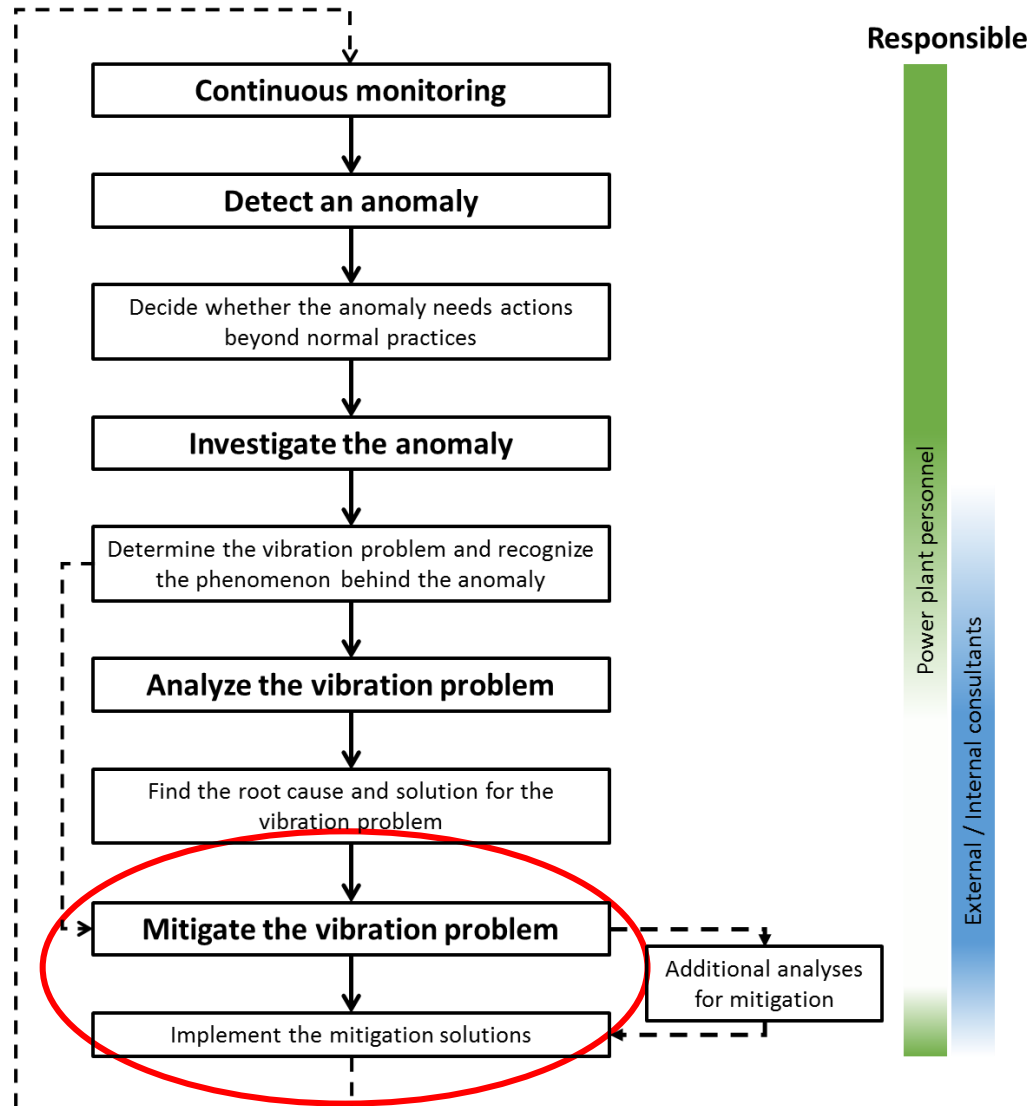 Responsible
Continuous monitoring
Detect an anomaly
Decide whether the anomaly needs actions
beyond normal practices
Investigate the anomaly
Determine the vibration problem and recognize
the phenomenon behind the anomaly
Analyze the vibration problem
Find the root cause and solution for the
vibration problem
Mitigate the vibration problem
Additional analyses
for mitigation
Implement the mitigation solutions
Power plant personnel
External / Internal consultants